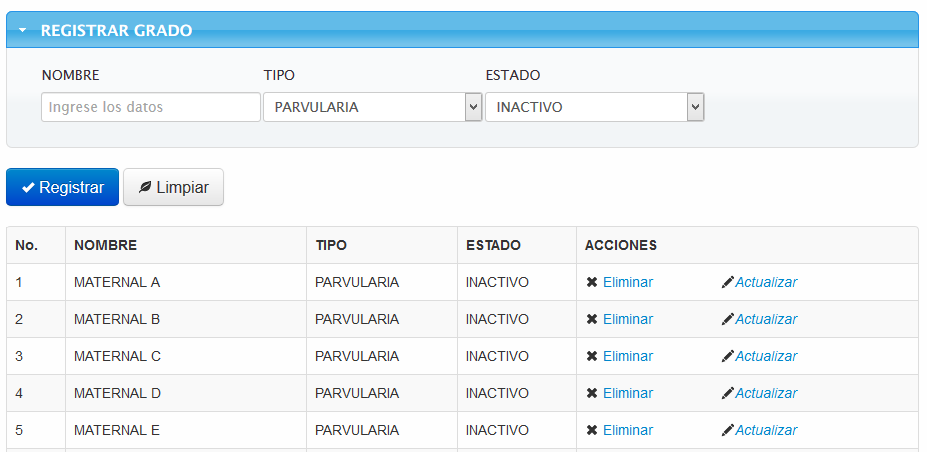 REGISTRAR GRADO
NOMBRE TIPO ESTADO
Ingrese los datos PARVULARIA INACTIVO
Registrar Limpiar
No. NOMBRE TIPO ESTADO ACCIONES
1 MATERNAL A PARVULARIA INACTIVO Eliminar Actualizar
2 MATERNAL B PARVULARIA INACTIVO Eliminar Actualizar
3 MATERNAL C PARVULARIA INACTIVO Eliminar Actualizar
4 MATERNAL D PARVULARIA INACTIVO Eliminar Actualizar
5 MATERNAL E PARVULARIA INACTIVO Eliminar Actualizar